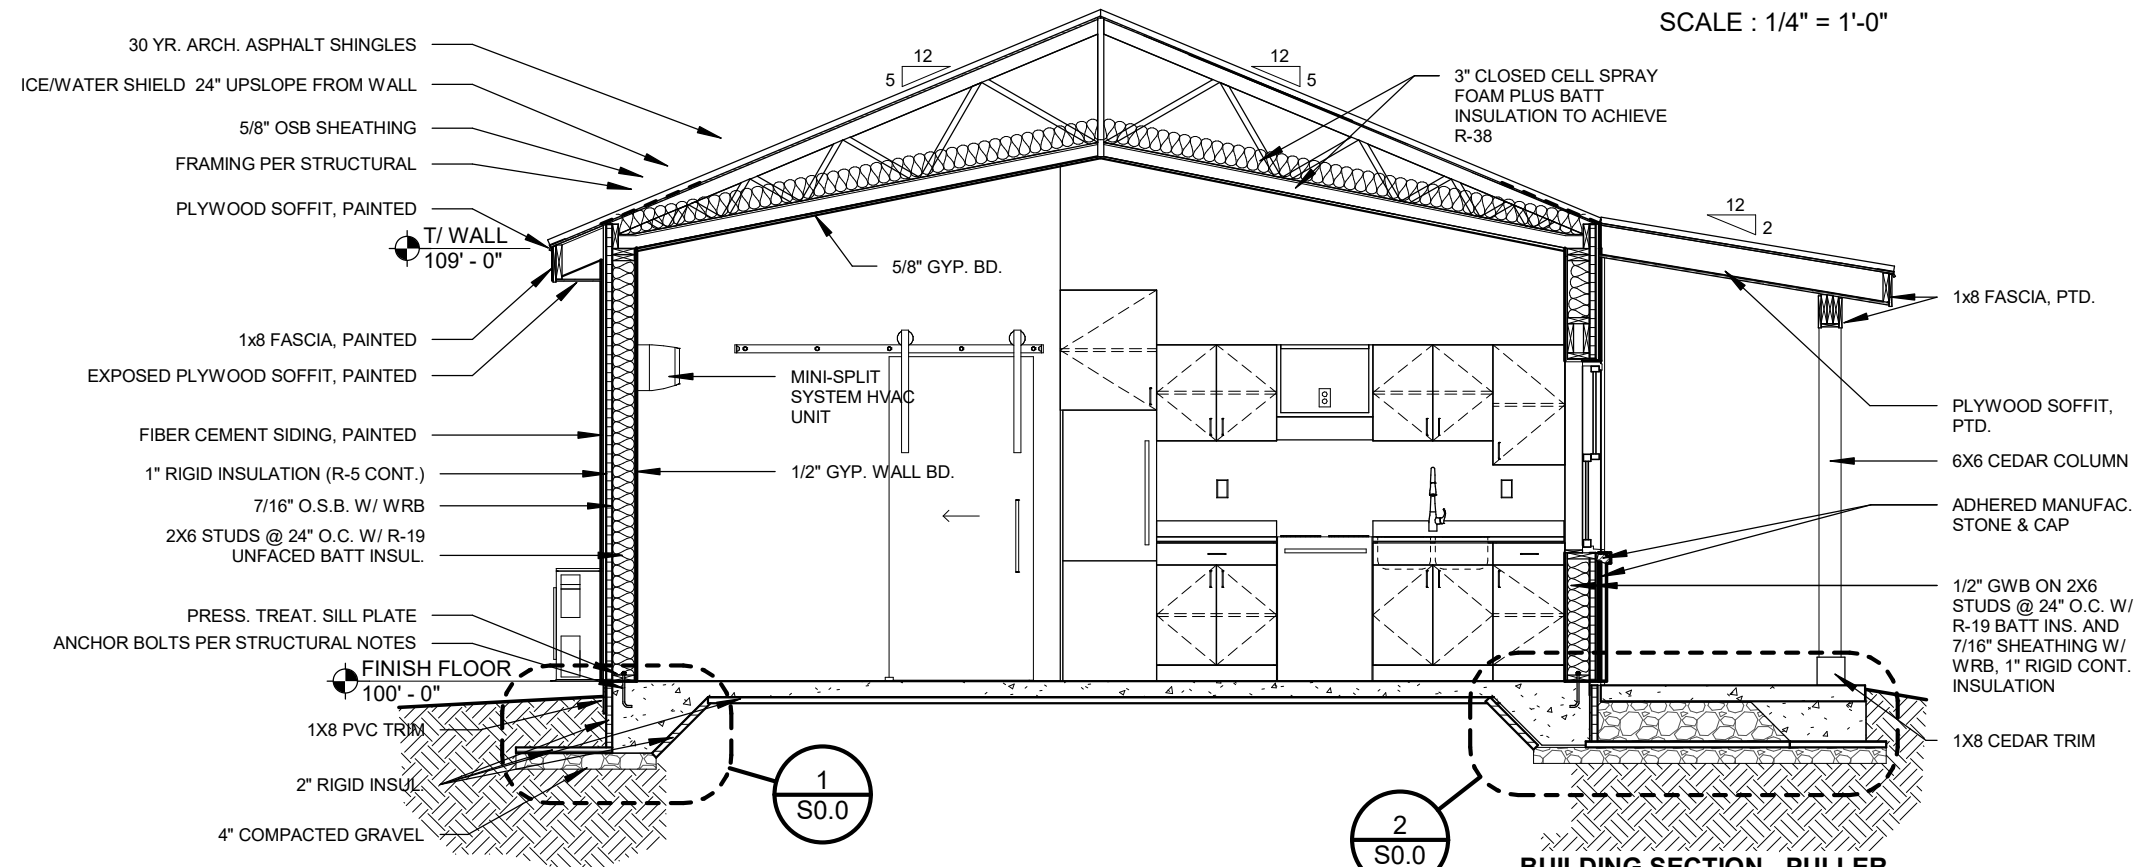 SCALE : 1/4" = 1'-0"
30 YR. ARCH. ASPHALT SHINGLES
ICE/WATER SHIELD 24" UPSLOPE FROM WALL
5/8" OSB SHEATHING
FRAMING PER STRUCTURAL
PLYWOOD SOFFIT, PAINTED
T/ WALL
109' - 0"
1x8 FASCIA, PAINTED
EXPOSED PLYWOOD SOFFIT, PAINTED
FIBER CEMENT SIDING, PAINTED
1" RIGID INSULATION (R-5 CONT.)
7/16" O.S.B. W/ WRB
2X6 STUDS @ 24" O.C. W/ R-19
UNFACED BATT INSUL.
PRESS. TREAT. SILL PLATE
ANCHOR BOLTS PER STRUCTURAL NOTES
FINISH FLOOR
100' - 0"
1X8 PVC TRIM
2" RIGID INSUL.
4" COMPACTED GRAVEL
12
5
12
5
12
2
5/8" GYP. BD.
MINI-SPLIT
SYSTEM HVAC
UNIT
1/2" GYP. WALL BD.
1
S0.0
2
S0.0
3" CLOSED CELL SPRAY
FOAM PLUS BATT
INSULATION TO ACHIEVE
R-38
1x8 FASCIA, PTD.
PLYWOOD SOFFIT,
PTD.
6X6 CEDAR COLUMN
ADHERED MANUFAC.
STONE & CAP
1/2" GWB ON 2X6
STUDS @ 24" O.C. W/
R-19 BATT INS. AND
7/16" SHEATHING W/
WRB, 1" RIGID CONT.
INSULATION
1X8 CEDAR TRIM
BUILDING SECTION - PULLER